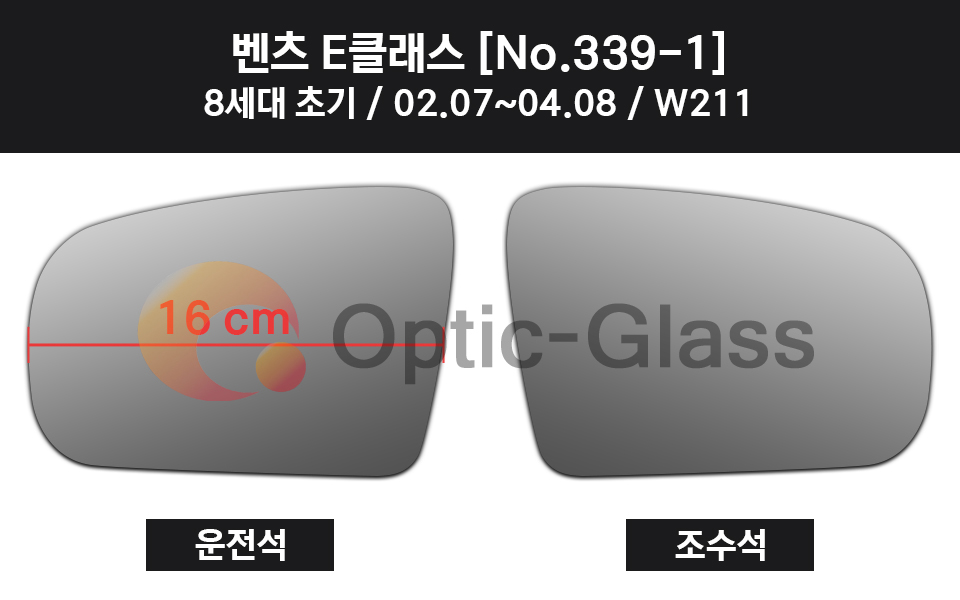 벤츠 E클래스 [No.339-1]
8세대 초기 / 02.07~04.08 / W211
16 cm
Optic-Glass
운전석
조수석